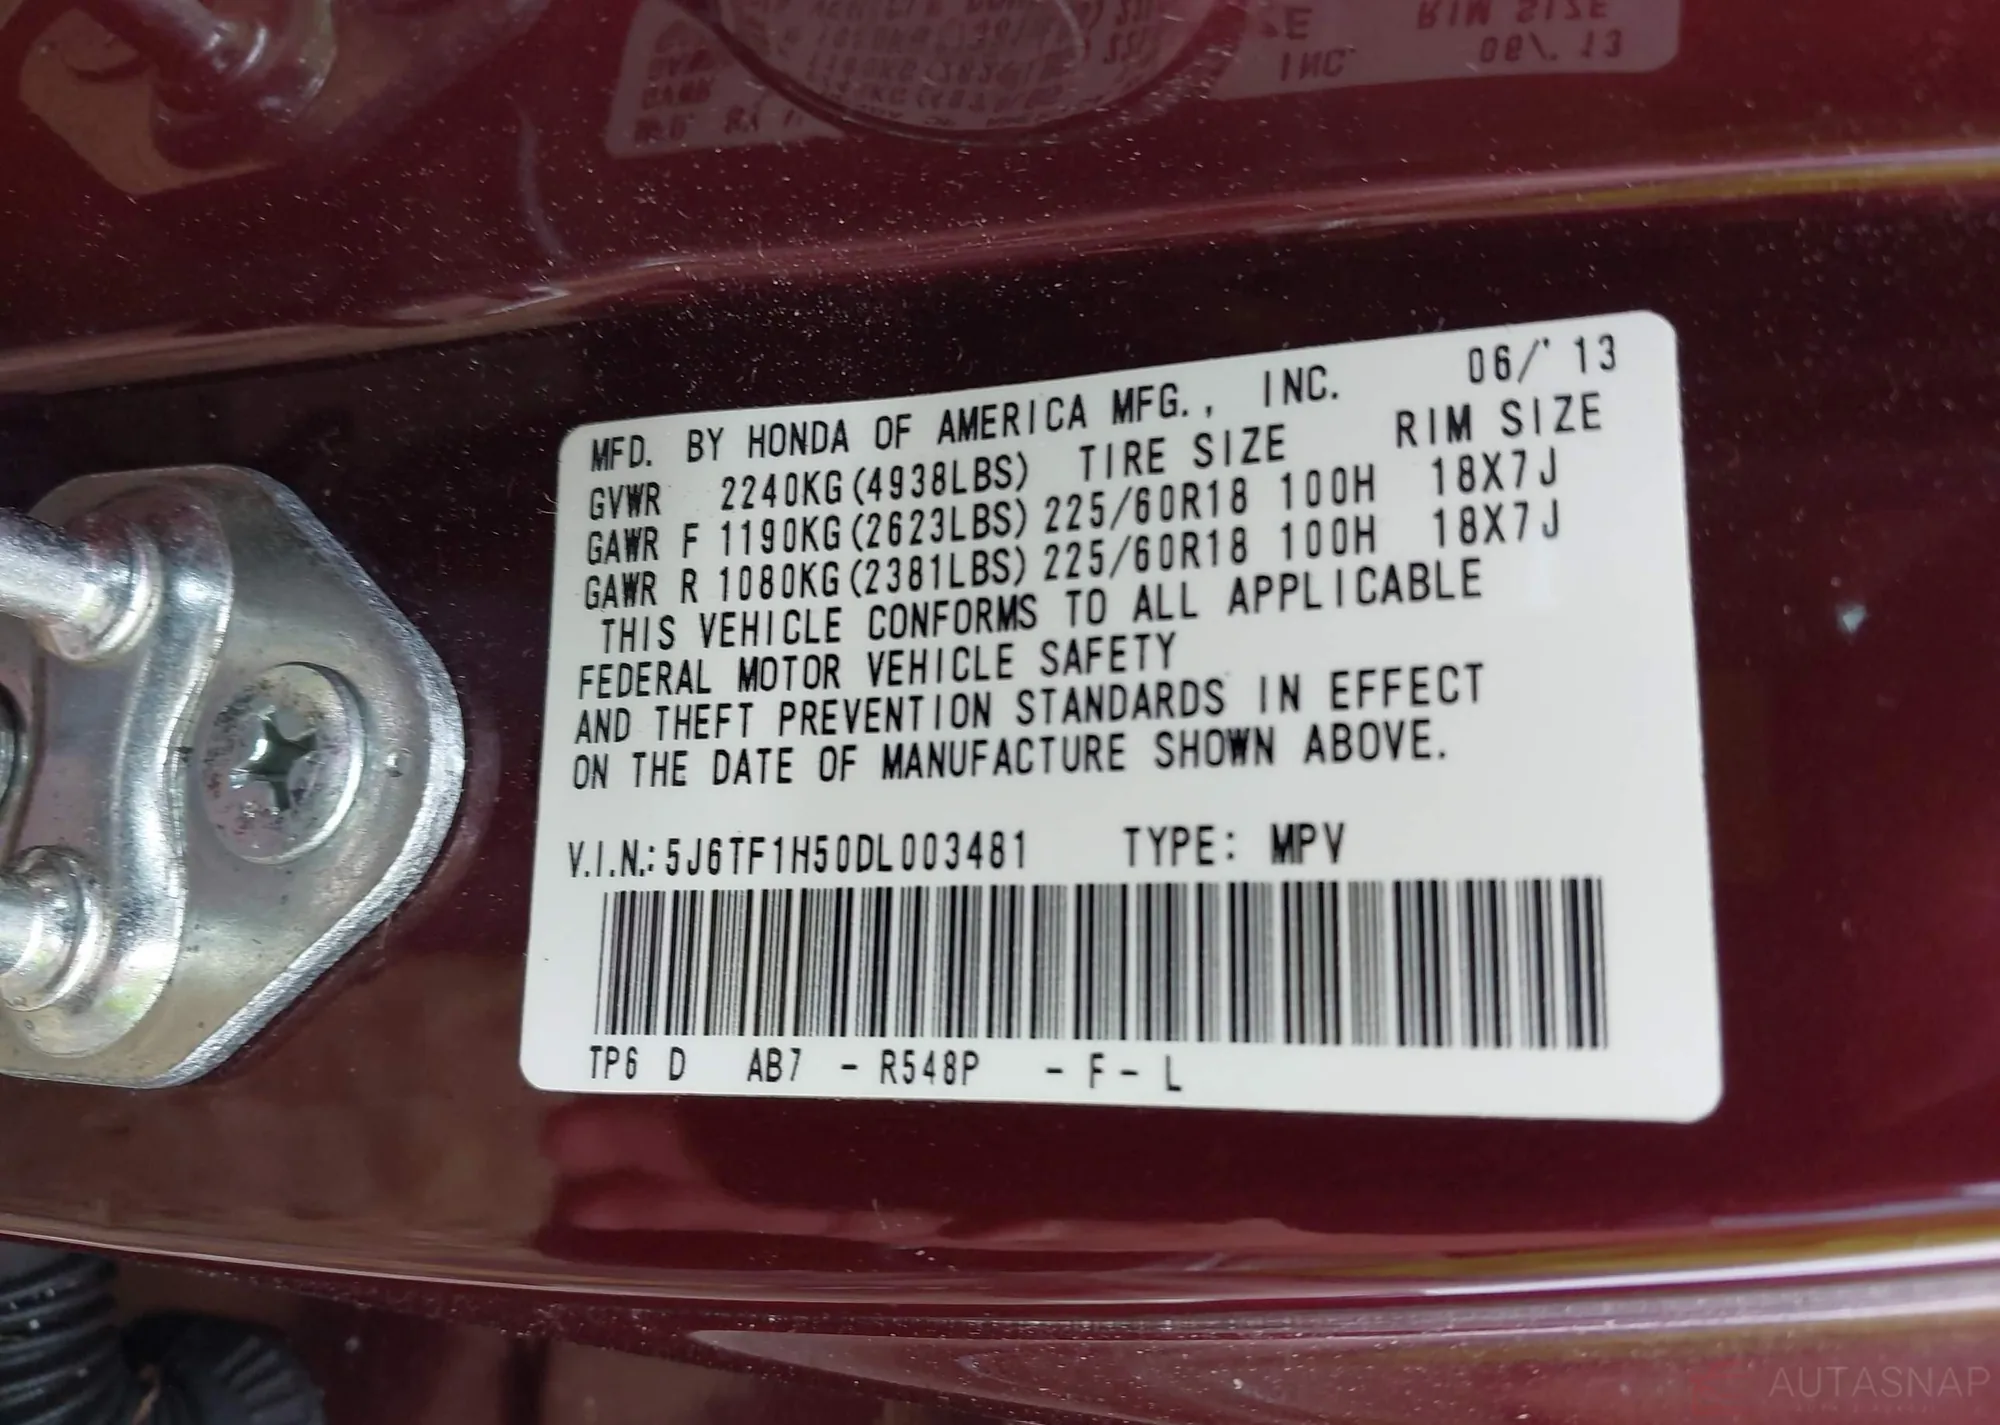 MFD. BY HONDA OF AMERICA MFG., INC. 06/'13
GVWR 2240KG(4938LBS) TIRE SIZE RIM SIZE
GAWR F 1190KG(2623LBS) 225/60R18 100H 18X7J
GAWR R 1080KG(2381LBS) 225/60R18 100H 18X7J
THIS VEHICLE CONFORMS TO ALL APPLICABLE
FEDERAL MOTOR VEHICLE SAFETY
AND THEFT PREVENTION STANDARDS IN EFFECT
ON THE DATE OF MANUFACTURE SHOWN ABOVE.
V.I.N.: 5J6TF1H50DL003481 TYPE: MPV
TP6 D AB7 - R548P - F - L
AUTASNAP